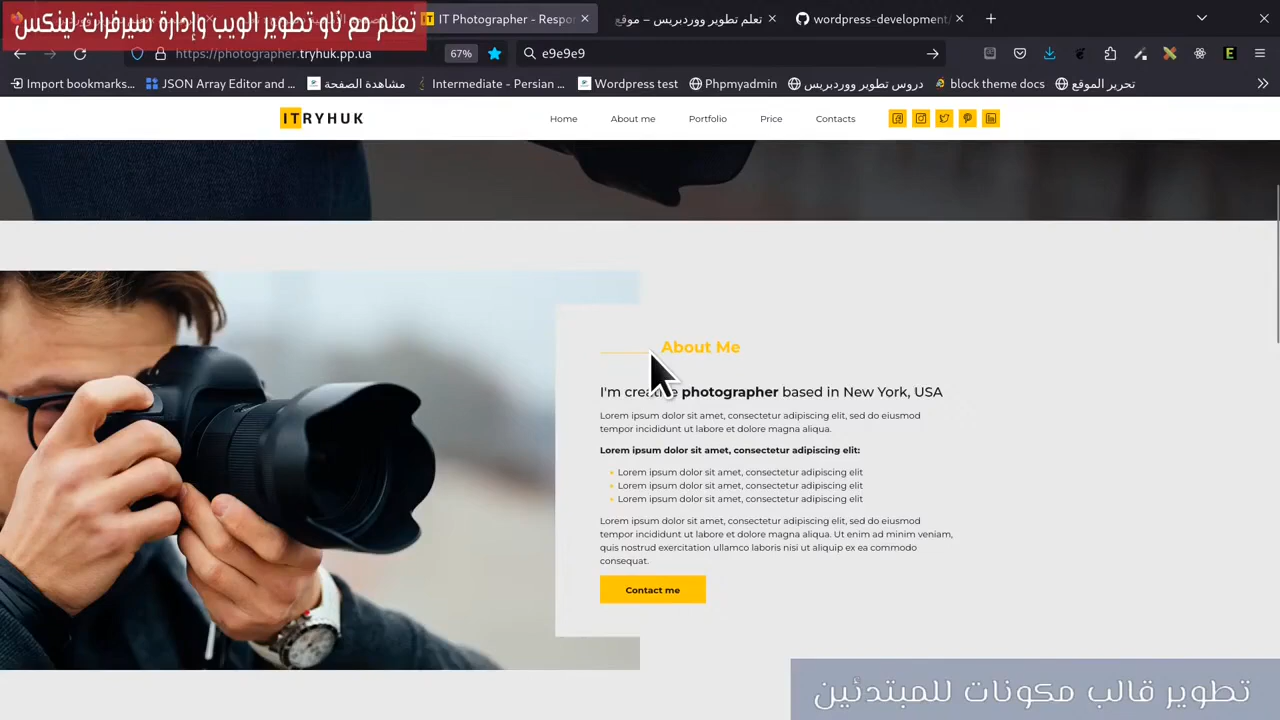 تعلم مع ناو تطوير الويب وإدارة سيرفرات لينكس
IT Photographer - Respo
تعلم تطوير ووردبريس – موقع
wordpress-development/
https://photographer.tryhuk.pp.ua
67%
e9e9e9
Import bookmarks...
JSON Array Editor and ...
مشاهدة الصفحة
Intermediate - Persian ...
Wordpress test
Phpmyadmin
دروس تطوير ووردبريس
block theme docs
تحرير الموقع
ITRYHUK
Home
About me
Portfolio
Price
Contacts
About Me
I'm creative photographer based in New York, USA
Lorem ipsum dolor sit amet, consectetur adipiscing elit, sed do eiusmod
tempor incididunt ut labore et dolore magna aliqua.
Lorem ipsum dolor sit amet, consectetur adipiscing elit:
Lorem ipsum dolor sit amet, consectetur adipiscing elit
Lorem ipsum dolor sit amet, consectetur adipiscing elit
Lorem ipsum dolor sit amet, consectetur adipiscing elit
Lorem ipsum dolor sit amet, consectetur adipiscing elit, sed do eiusmod
tempor incididunt ut labore et dolore magna aliqua. Ut enim ad minim veniam,
quis nostrud exercitation ullamco laboris nisi ut aliquip ex ea commodo
consequat.
Contact me
تطوير قالب مكونات للمبتدئين